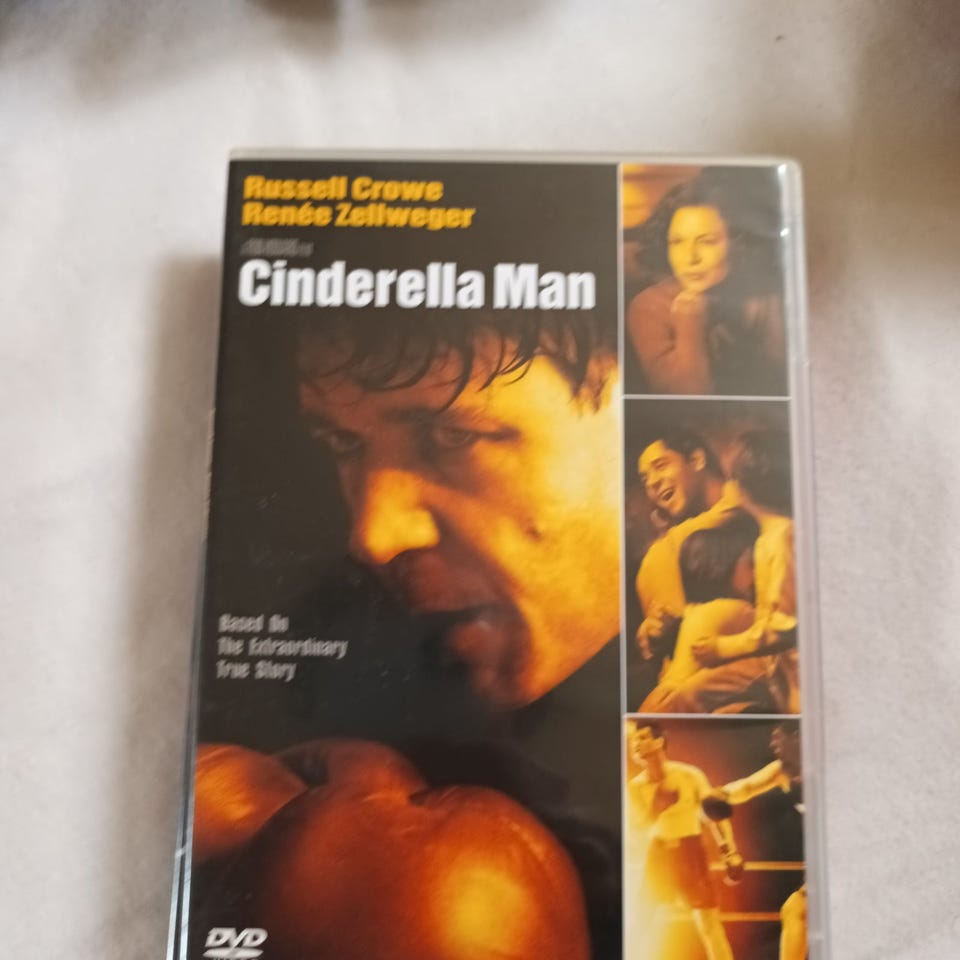 Russell Crowe
Renée Zellweger
Cinderella Man
Based On
The Extraordinary
True Story
DVD